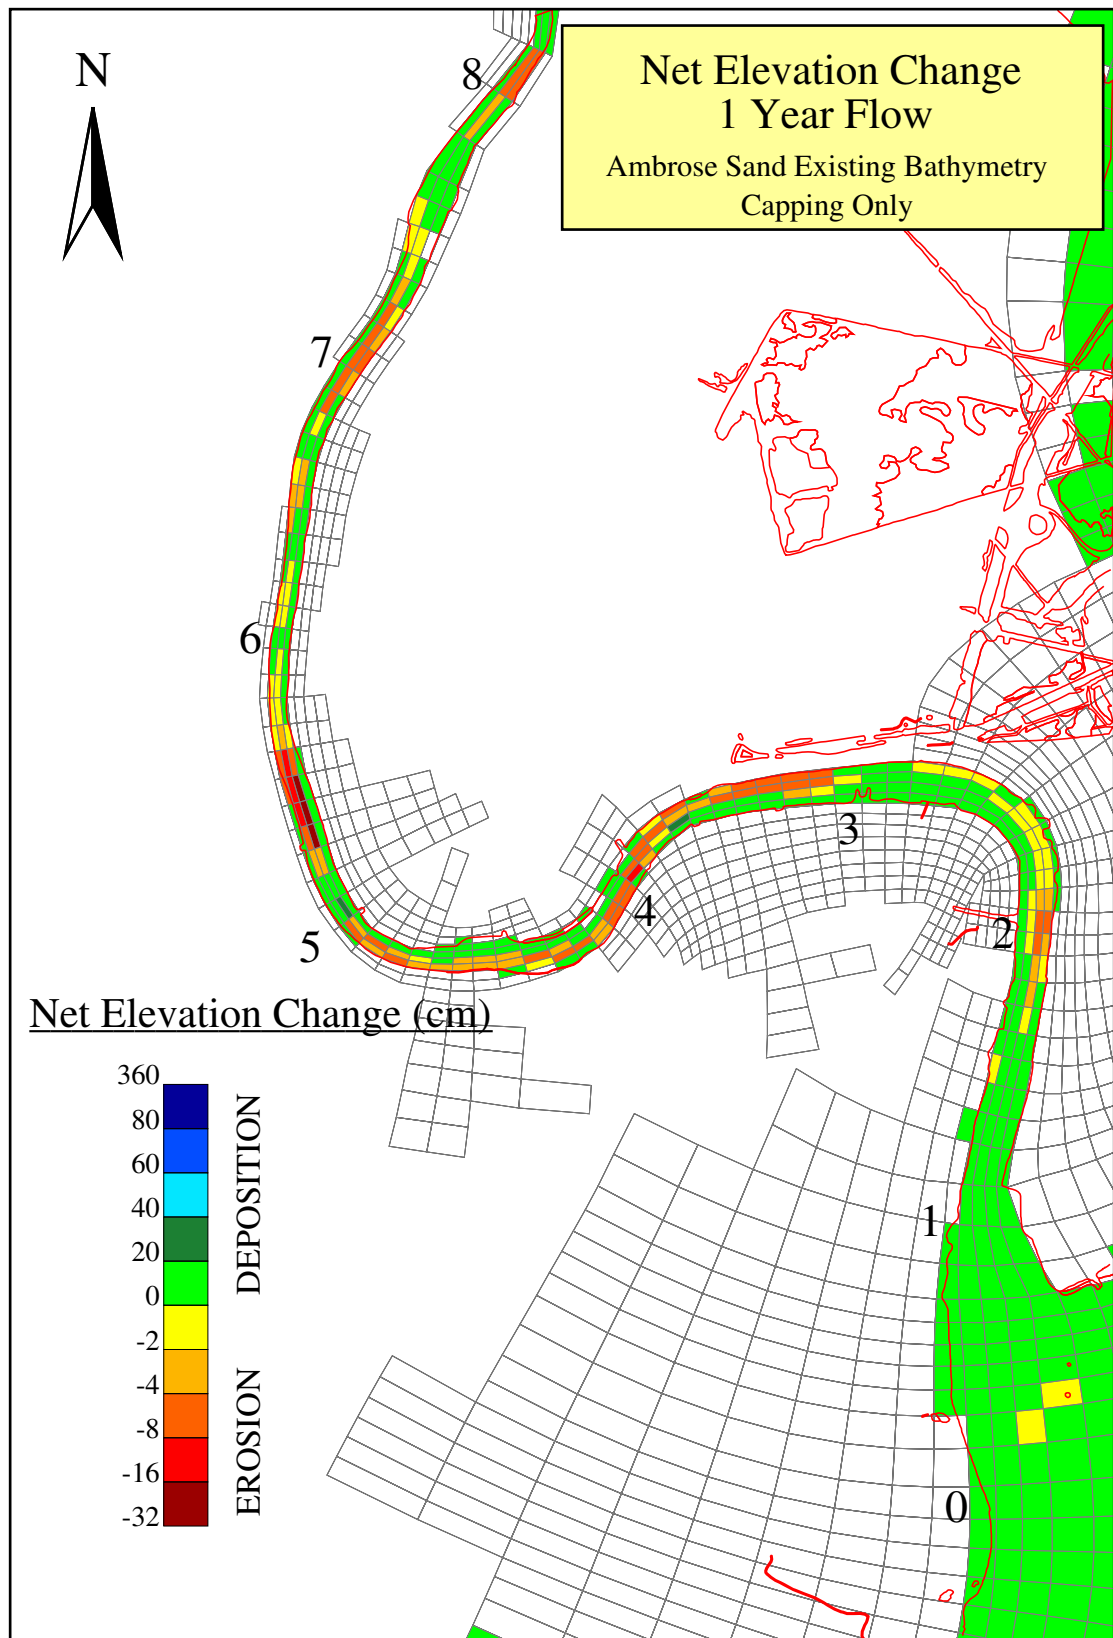 N
8
Net Elevation Change
1 Year Flow
Ambrose Sand Existing Bathymetry
Capping Only
7
6
3
4
2
5
Net Elevation Change (cm)
360
80
60
40
20
0
-2
-4
-8
-16
-32
DEPOSITION
EROSION
1
0